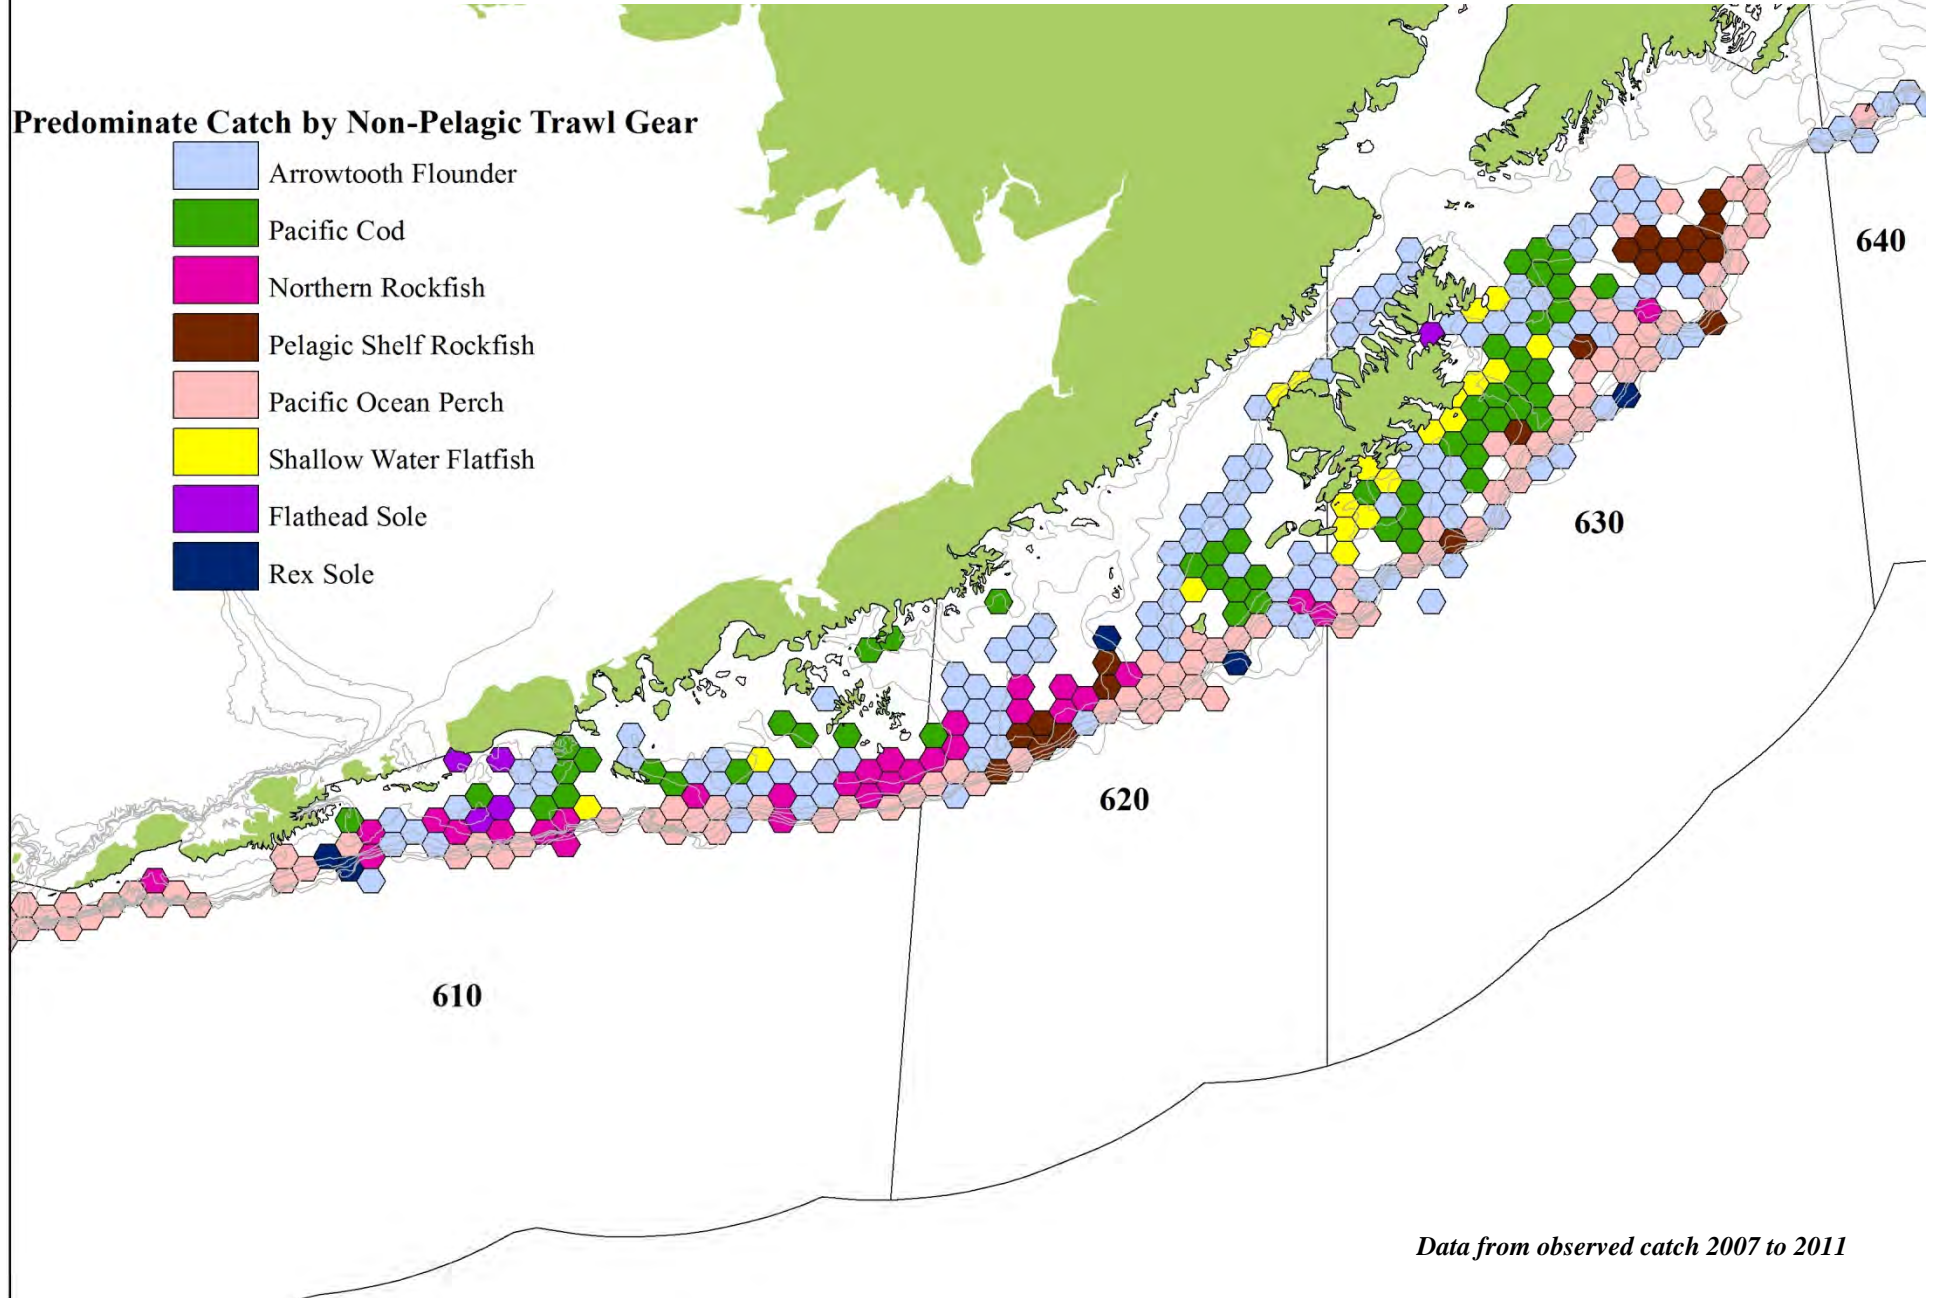 Predominate Catch by Non-Pelagic Trawl Gear
Arrowtooth Flounder
Pacific Cod
Northern Rockfish
Pelagic Shelf Rockfish
Pacific Ocean Perch
Shallow Water Flatfish
Flathead Sole
Rex Sole
640
630
620
610
Data from observed catch 2007 to 2011